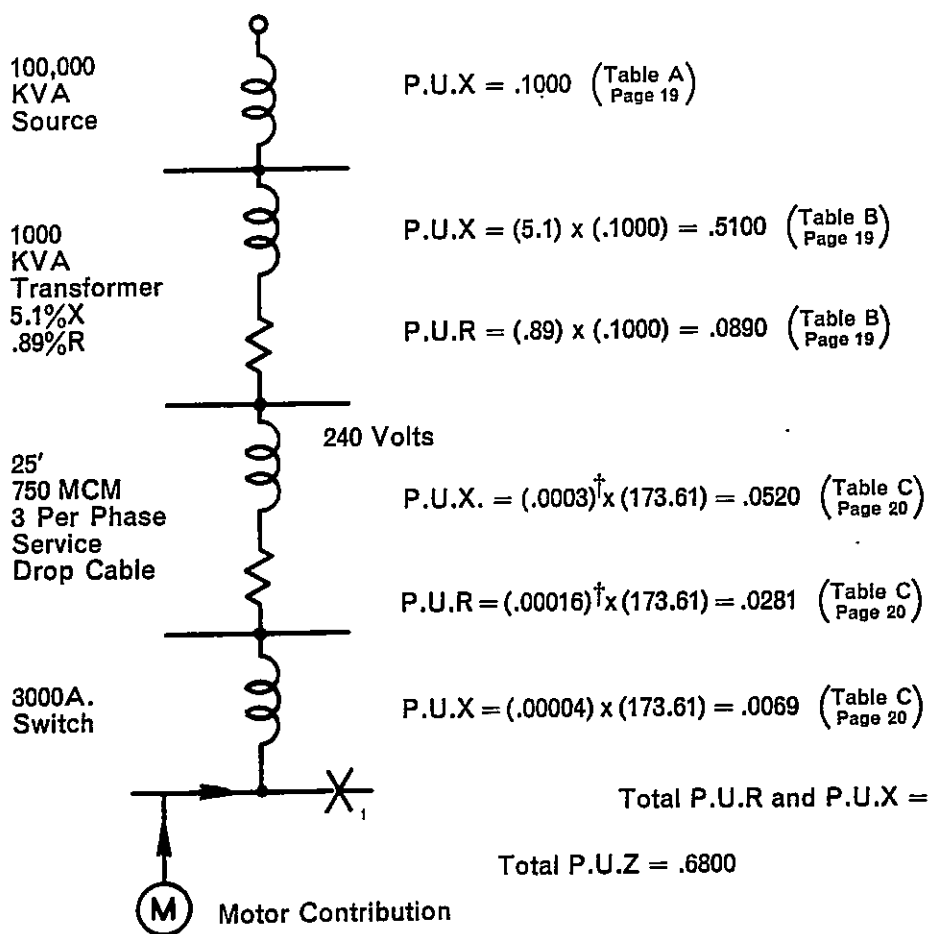 100,000
KVA
Source
P.U.X = .1000 (Table A
Page 19)
1000
KVA
Transformer
5.1%X
.89%R
P.U.X = (5.1) x (.1000) = .5100 (Table B
Page 19)
P.U.R = (.89) x (.1000) = .0890 (Table B
Page 19)
240 Volts
25'
750 MCM
3 Per Phase
Service
Drop Cable
P.U.X. = (.0003)† x (173.61) = .0520 (Table C
Page 20)
P.U.R = (.00016)† x (173.61) = .0281 (Table C
Page 20)
3000A.
Switch
P.U.X = (.00004) x (173.61) = .0069 (Table C
Page 20)
X1
Total P.U.R and P.U.X =
Total P.U.Z = .6800
M Motor Contribution